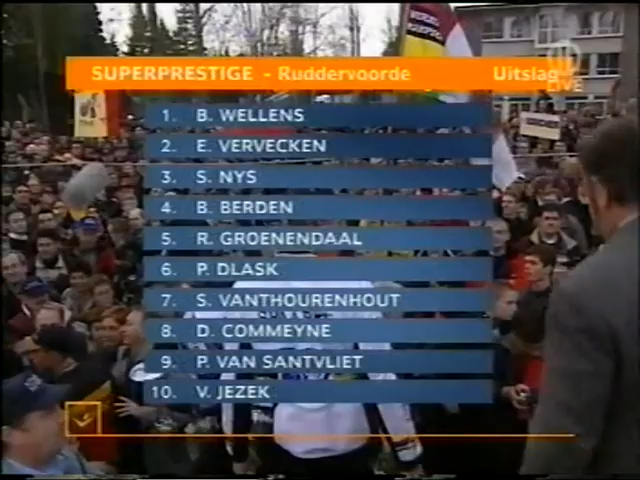 SUPERPRESTIGE - Ruddervoorde Uitslag
LIVE
1. B. WELLENS
2. E. VERVECKEN
3. S. NYS
4. B. BERDEN
5. R. GROENENDAAL
6. P. DLASK
7. S. VANTHOURENHOUT
8. D. COMMEYNE
9. P. VAN SANTVLIET
10. V. JEZEK